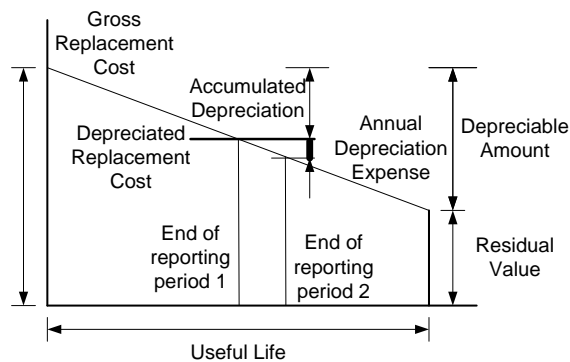 Gross
Replacement
Cost
Accumulated
Depreciation
Depreciated
Replacement
Cost
Annual
Depreciation
Expense
Depreciable
Amount
End of
reporting
period 1
End of
reporting
period 2
Residual
Value
Useful Life